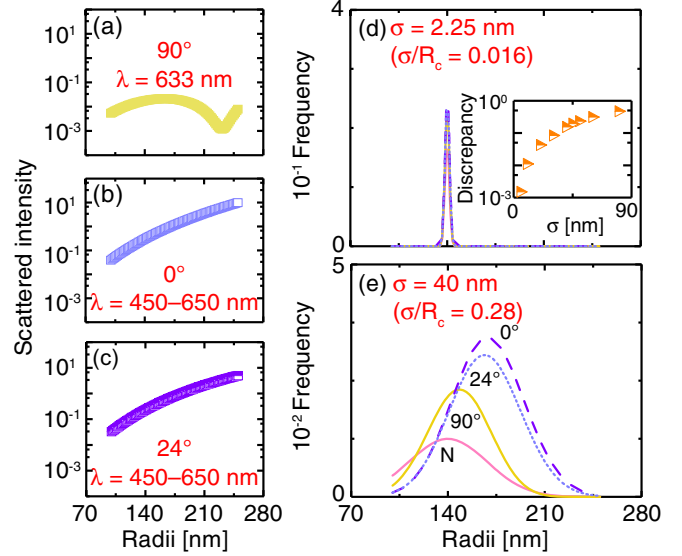 Scattered intensity
10¹
10⁻¹
10⁻³
(a)
90°
λ = 633 nm
10¹
10⁻¹
10⁻³
(b)
0°
λ = 450–650 nm
10¹
10⁻¹
10⁻³
(c)
24°
λ = 450–650 nm
70 140 210 280
Radii [nm]
10⁻¹ Frequency
4
2
0
(d)
σ = 2.25 nm
(σ/R_c = 0.016)
Discrepancy
10⁰
10⁻³
0 90
σ [nm]
10⁻² Frequency
5
0
(e)
σ = 40 nm
(σ/R_c = 0.28)
0°
24°
90°
N
70 140 210 280
Radii [nm]